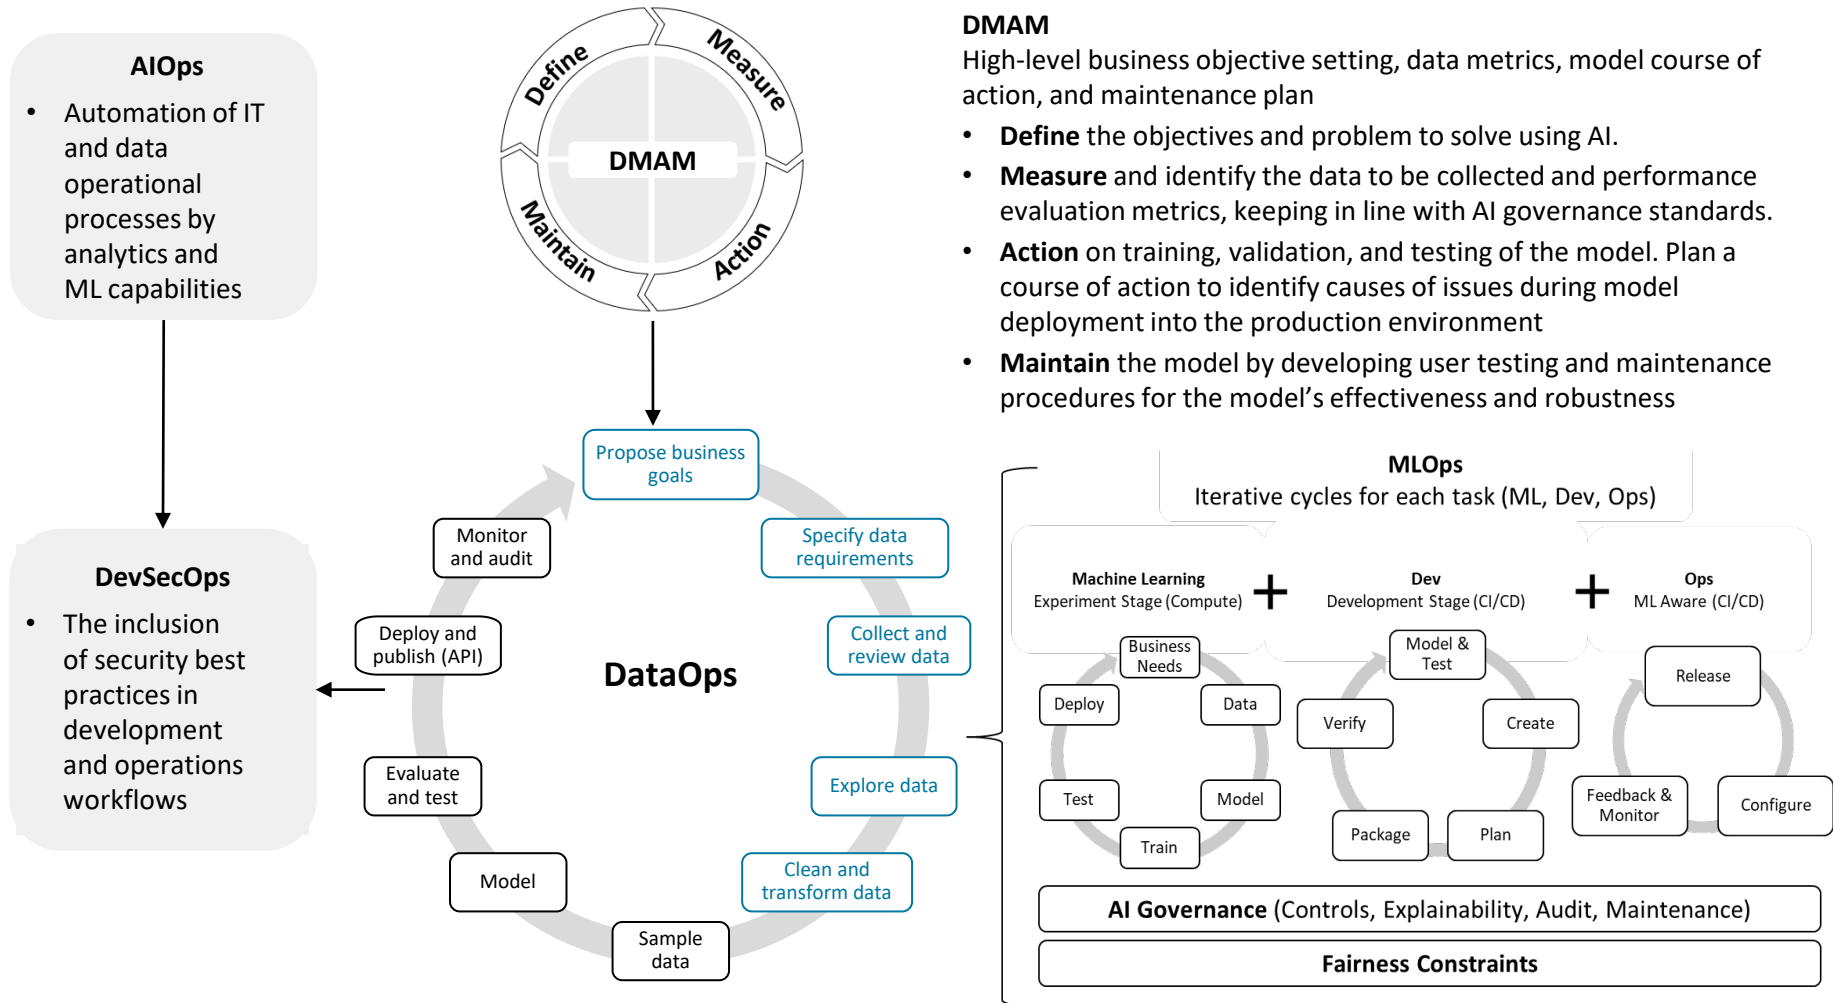 AIOps
• Automation of IT
and data
operational
processes by
analytics and
ML capabilities
DevSecOps
• The inclusion
of security best
practices in
development
and operations
workflows
Define
Measure
Action
Maintain
DMAM
DMAM
High-level business objective setting, data metrics, model course of
action, and maintenance plan
• Define the objectives and problem to solve using AI.
• Measure and identify the data to be collected and performance
evaluation metrics, keeping in line with AI governance standards.
• Action on training, validation, and testing of the model. Plan a
course of action to identify causes of issues during model
deployment into the production environment
• Maintain the model by developing user testing and maintenance
procedures for the model’s effectiveness and robustness
DataOps
Propose business
goals
Specify data
requirements
Collect and
review data
Explore data
Clean and
transform data
Sample
data
Model
Evaluate
and test
Deploy and
publish (API)
Monitor
and audit
MLOps
Iterative cycles for each task (ML, Dev, Ops)
Machine Learning
Experiment Stage (Compute)
+
Dev
Development Stage (CI/CD)
+
Ops
ML Aware (CI/CD)
Business
Needs
Data
Model
Train
Test
Deploy
Model &
Test
Create
Plan
Package
Verify
Release
Configure
Feedback &
Monitor
AI Governance (Controls, Explainability, Audit, Maintenance)
Fairness Constraints